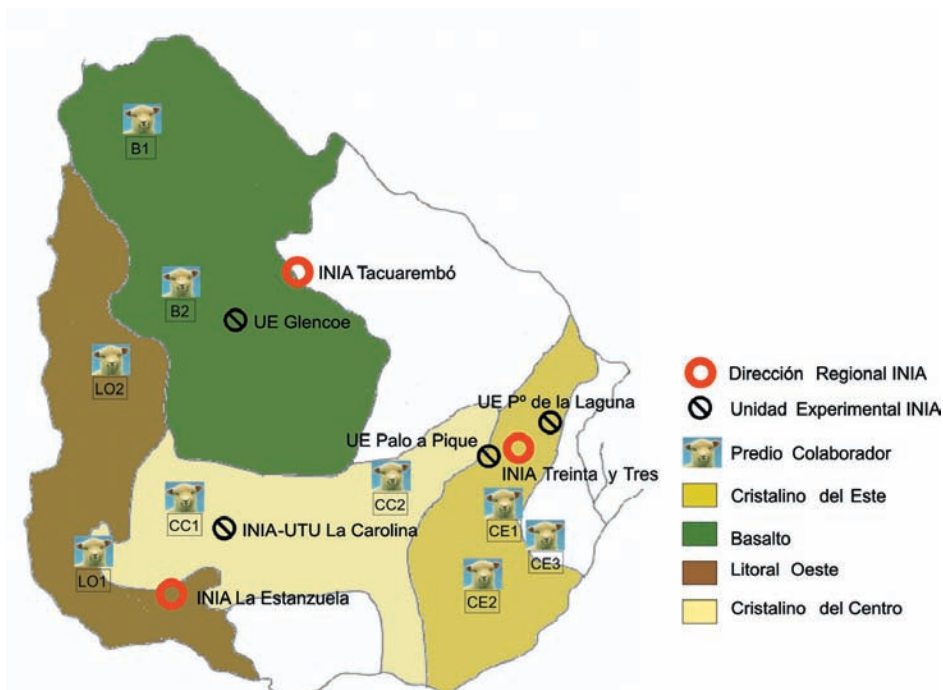 B1
INIA Tacuarembó
B2
UE Glencoe
LO2
UE Pº de la Laguna
UE Palo a Pique
INIA Treinta y Tres
CC2
CC1
INIA-UTU La Carolina
CE1
CE3
LO1
INIA La Estanzuela
CE2
Dirección Regional INIA
Unidad Experimental INIA
Predio Colaborador
Cristalino del Este
Basalto
Litoral Oeste
Cristalino del Centro